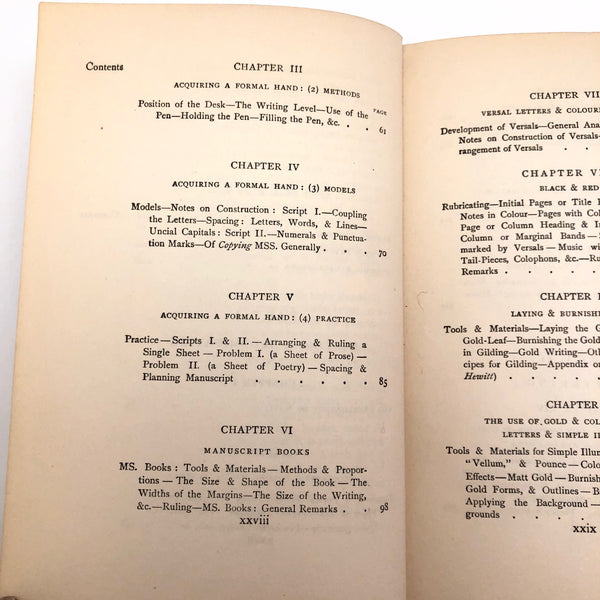 Contents
CHAPTER III
ACQUIRING A FORMAL HAND: (2) METHODS
PAGE
Position of the Desk—The Writing Level—Use of the
Pen—Holding the Pen—Filling the Pen, &c. . . 61
CHAPTER IV
ACQUIRING A FORMAL HAND: (3) MODELS
Models—Notes on Construction: Script I.—Coupling
the Letters—Spacing: Letters, Words, & Lines—
Uncial Capitals: Script II.—Numerals & Punctua-
tion Marks—Of Copying MSS. Generally . . . 70
CHAPTER V
ACQUIRING A FORMAL HAND: (4) PRACTICE
Practice—Scripts I. & II.—Arranging & Ruling a
Single Sheet—Problem I. (a Sheet of Prose)—
Problem II. (a Sheet of Poetry)—Spacing &
Planning Manuscript . . . . . . 85
CHAPTER VI
MANUSCRIPT BOOKS
MS. Books: Tools & Materials—Methods & Propor-
tions—The Size & Shape of the Book—The
Widths of the Margins—The Size of the Writing,
&c.—Ruling—MS. Books: General Remarks . . 98
xxviii
CHAPTER VII
VERSAL LETTERS & COLOUR
Development of Versals—General Ana
Notes on Construction of Versals—
rangement of Versals . .
CHAPTER V
BLACK & RED
Rubricating—Initial Pages or Title
Notes in Colour—Pages with Col
Page or Column Heading & In
Column or Marginal Bands—
marked by Versals—Music wi
Tail-Pieces, Colophons, &c.—Ru
Remarks . . . .
CHAPTER
LAYING & BURNISH
Tools & Materials—Laying the G
Gold-Leaf—Burnishing the Gold
in Gilding—Gold Writing—Oth
cipes for Gilding—Appendix on
Hewitt) . . . .
CHAPTER
THE USE OF GOLD & COL
LETTERS & SIMPLE I
Tools & Materials for Simple Illum
"Vellum," & Pounce—Colo
Effects—Matt Gold—Burnish
Gold Forms, & Outlines—B
Applying the Background—
grounds . . . .
xxix